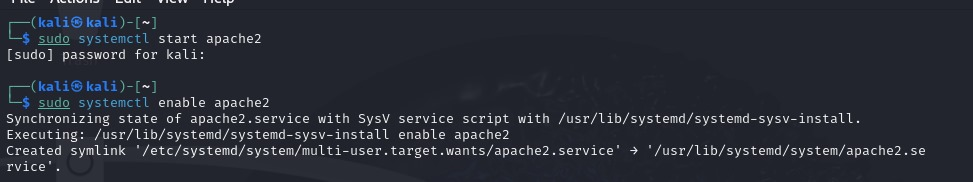 File Actions Edit View Help
┌──(kali㉿kali)-[~]
└─$ sudo systemctl start apache2
[sudo] password for kali:
┌──(kali㉿kali)-[~]
└─$ sudo systemctl enable apache2
Synchronizing state of apache2.service with SysV service script with /usr/lib/systemd/systemd-sysv-install.
Executing: /usr/lib/systemd/systemd-sysv-install enable apache2
Created symlink '/etc/systemd/system/multi-user.target.wants/apache2.service' → '/usr/lib/systemd/system/apache2.se
rvice'.